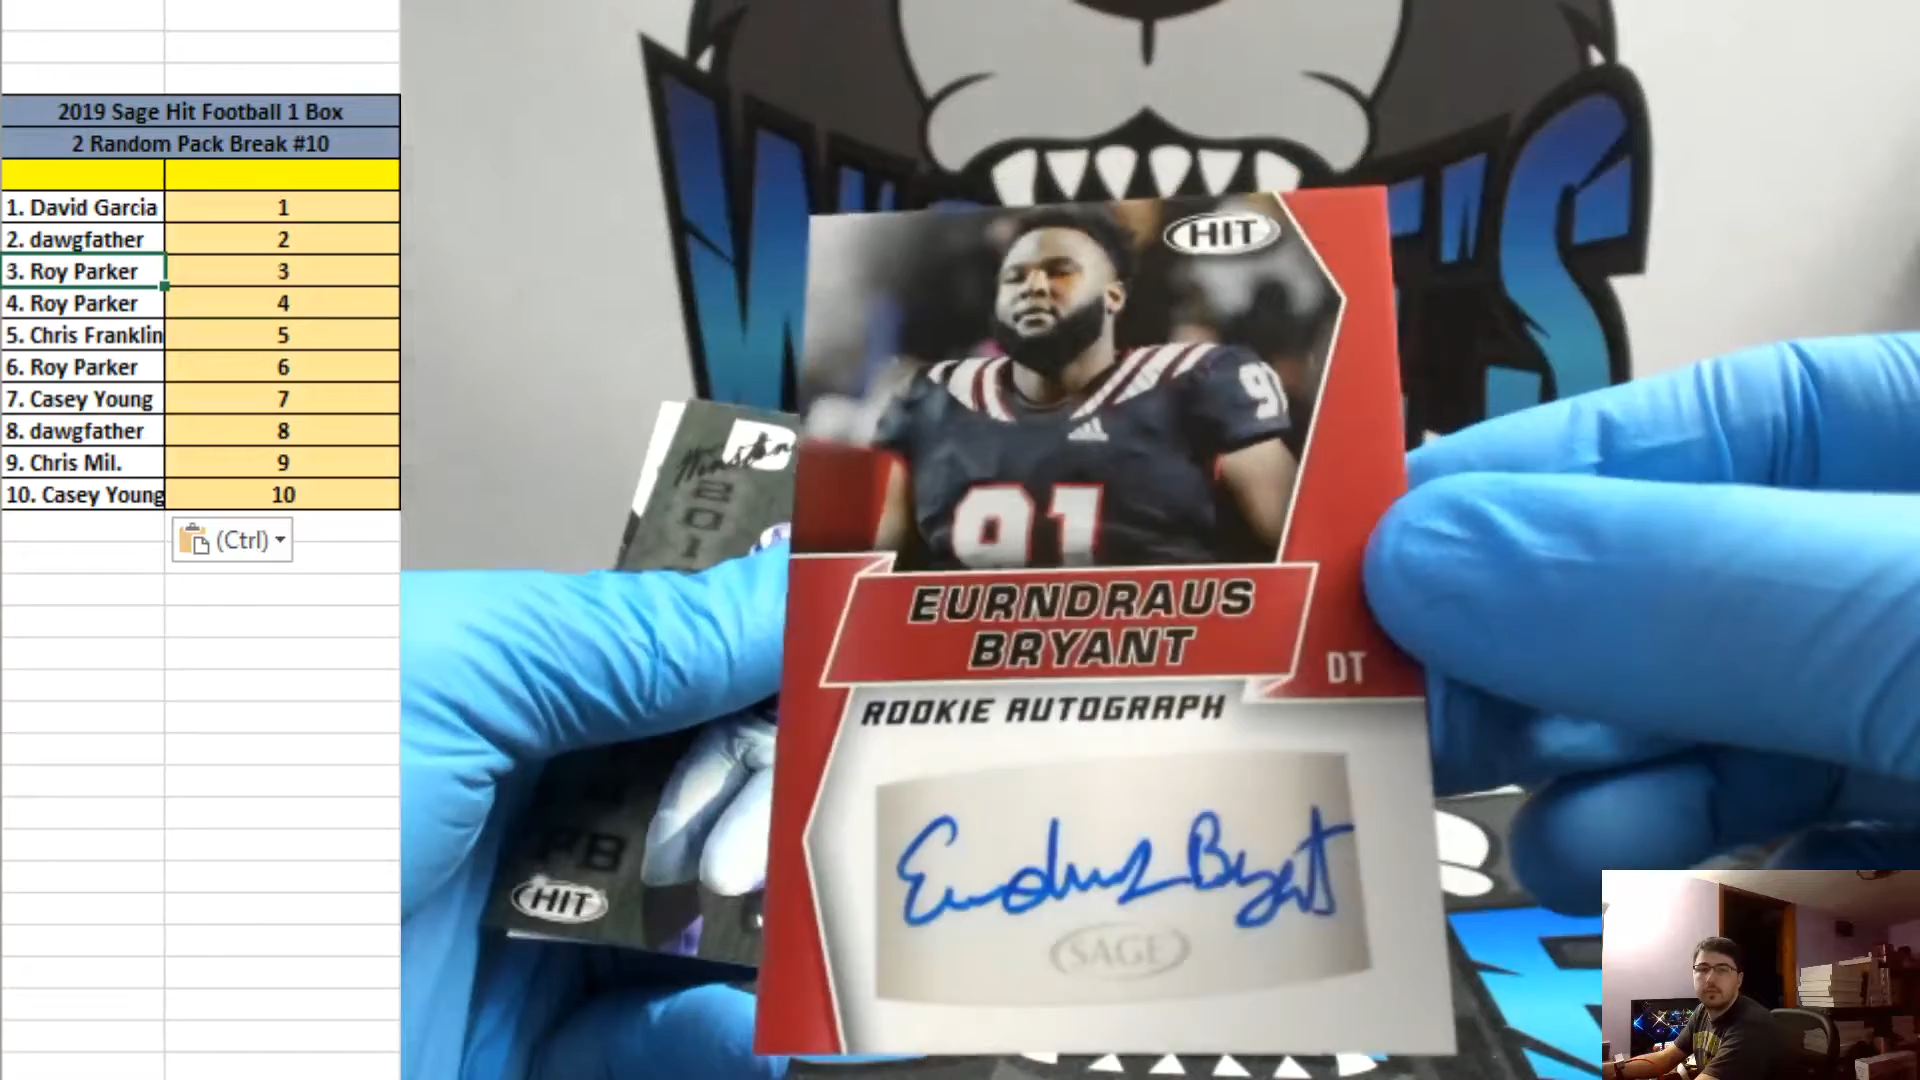 2019 Sage Hit Football 1 Box
2 Random Pack Break #10
1. David Garcia 1
2. dawgfather 2
3. Roy Parker 3
4. Roy Parker 4
5. Chris Franklin 5
6. Roy Parker 6
7. Casey Young 7
8. dawgfather 8
9. Chris Mil. 9
10. Casey Young 10
(Ctrl)
HIT
91
91
EURNDRAUS
BRYANT
DT
ROOKIE AUTOGRAPH
SAGE
HIT